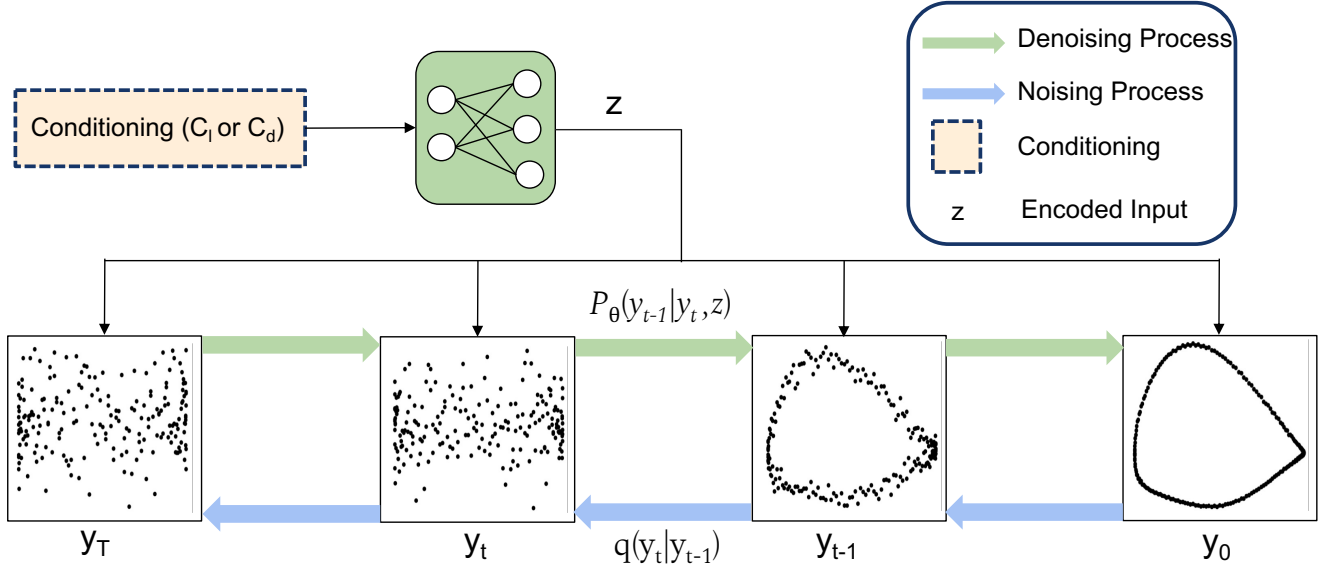 Denoising Process
Noising Process
Conditioning
z Encoded Input
Conditioning (C_l or C_d)
z
P_θ(y_{t-1}|y_t, z)
q(y_t|y_{t-1})
y_T
y_t
y_{t-1}
y_0